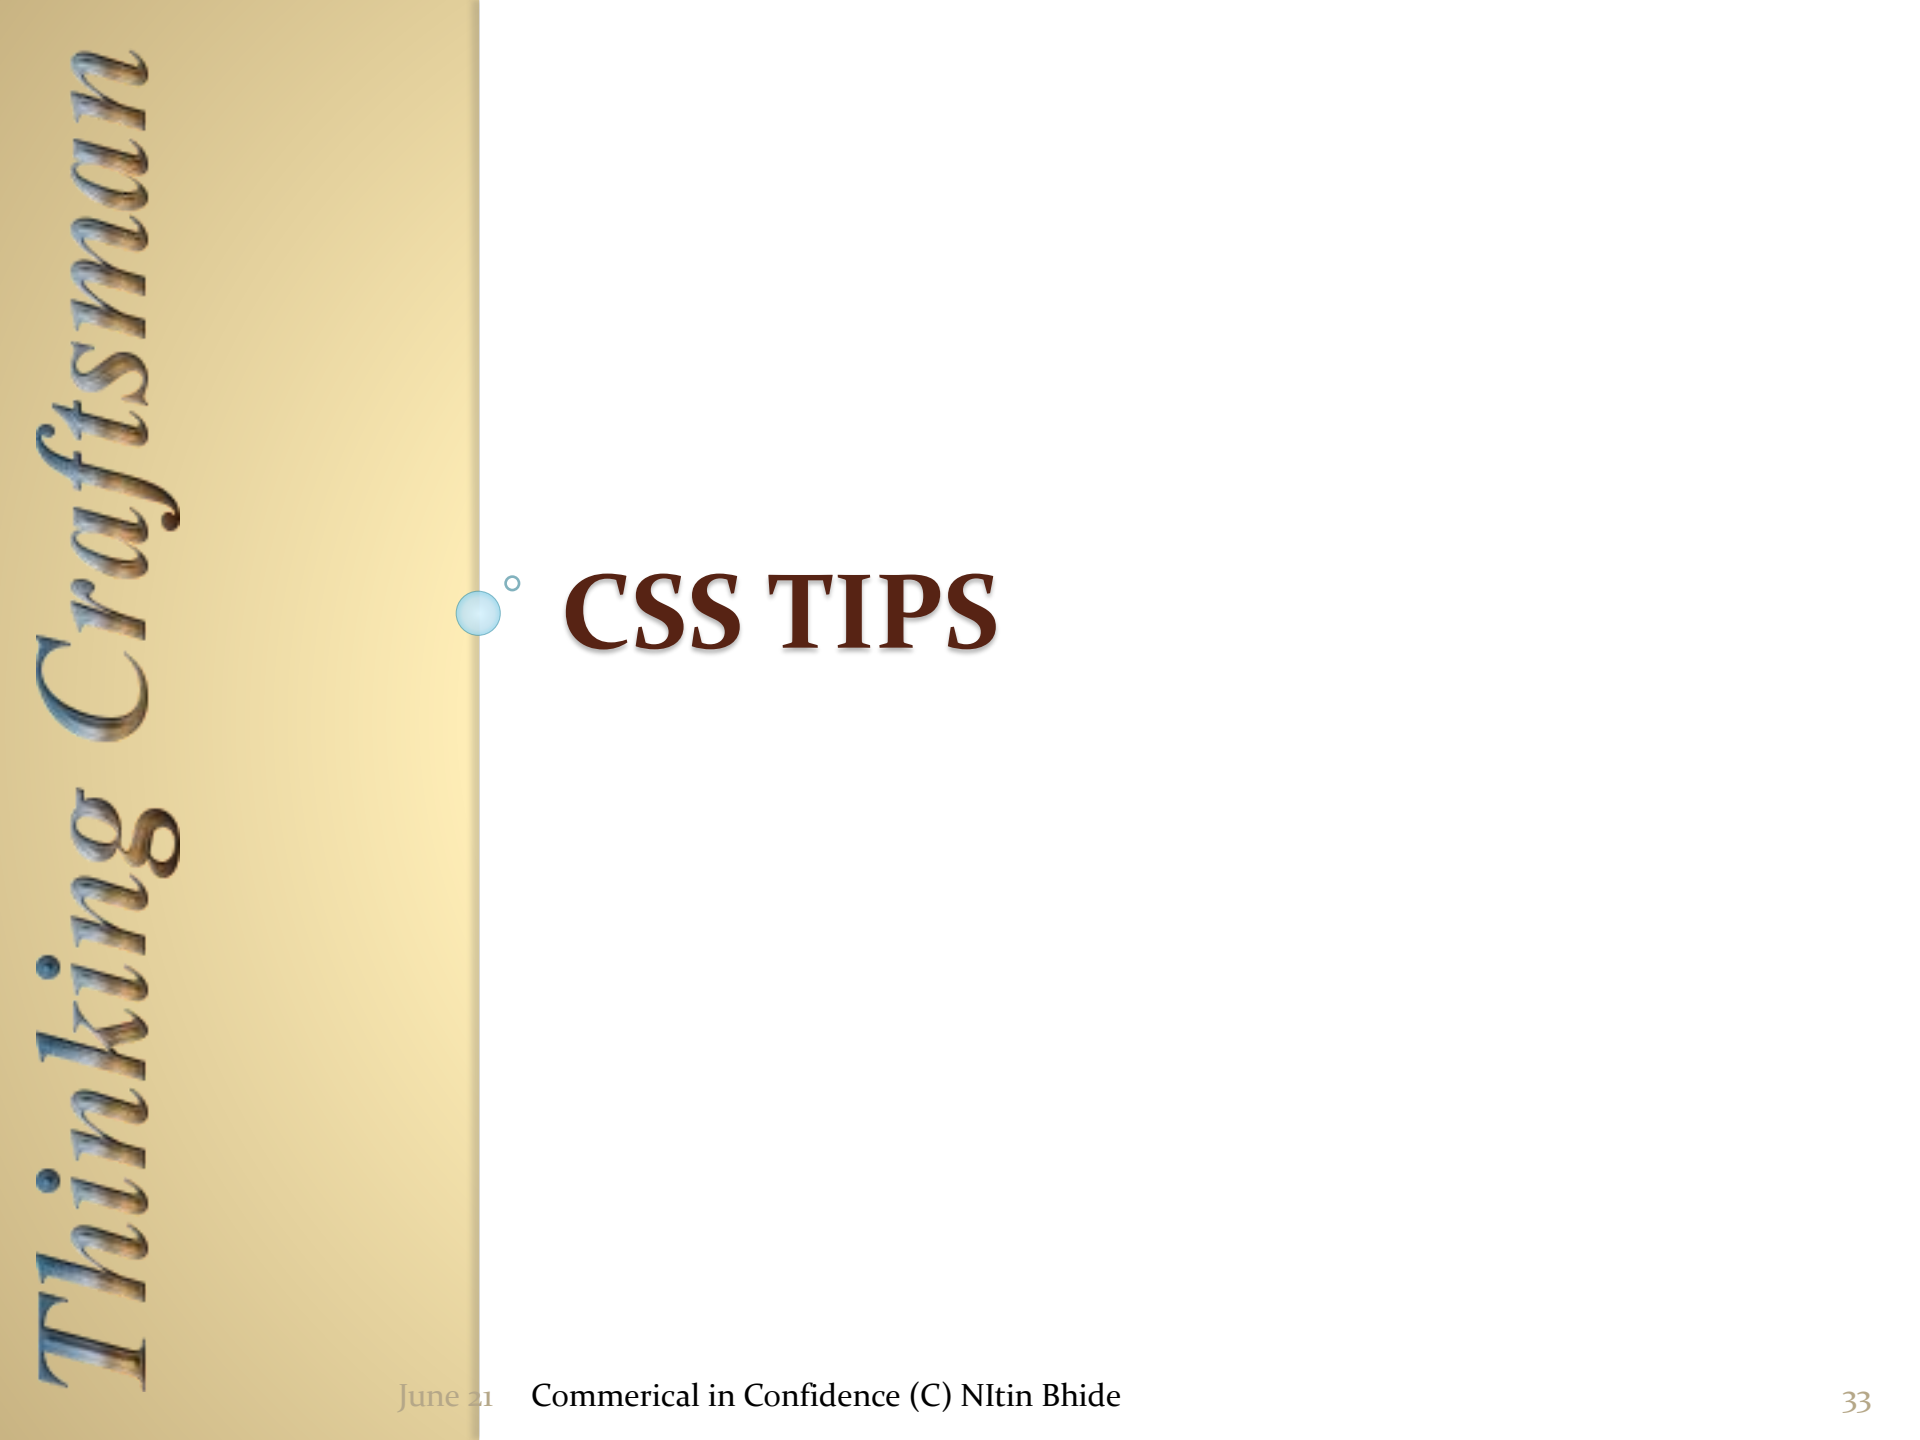 Thinking Craftsman
CSS TIPS
June 21 Commerical in Confidence (C) NItin Bhide 33